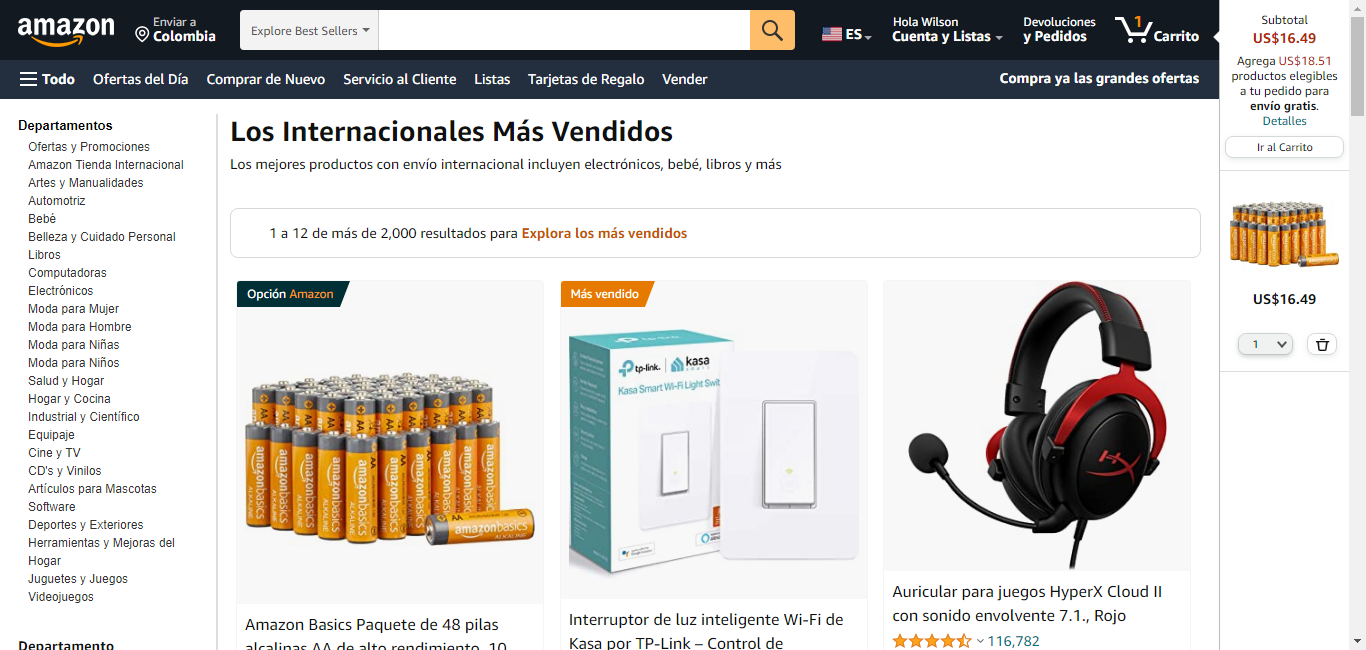 amazon
Enviar a
Colombia
Explore Best Sellers
ES
Hola Wilson
Cuenta y Listas
Devoluciones
y Pedidos
1
Carrito
Todo
Ofertas del Día
Comprar de Nuevo
Servicio al Cliente
Listas
Tarjetas de Regalo
Vender
Compra ya las grandes ofertas
Subtotal
US$16.49
Agrega US$18.51
productos elegibles
a tu pedido para
envío gratis.
Detalles
Ir al Carrito
US$16.49
1
Departamentos
Ofertas y Promociones
Amazon Tienda Internacional
Artes y Manualidades
Automotriz
Bebé
Belleza y Cuidado Personal
Libros
Computadoras
Electrónicos
Moda para Mujer
Moda para Hombre
Moda para Niñas
Moda para Niños
Salud y Hogar
Hogar y Cocina
Industrial y Científico
Equipaje
Cine y TV
CD's y Vinilos
Artículos para Mascotas
Software
Deportes y Exteriores
Herramientas y Mejoras del
Hogar
Juguetes y Juegos
Videojuegos
Departamento
Los Internacionales Más Vendidos
Los mejores productos con envío internacional incluyen electrónicos, bebé, libros y más
1 a 12 de más de 2,000 resultados para Explora los más vendidos
Opción Amazon
AA
amazonbasics
ALKALINE
amazonbasics
ALKALINE
Amazon Basics Paquete de 48 pilas
alcalinas AA de alto rendimiento, 10
Más vendido
tp-link
kasa
smart
Kasa Smart Wi-Fi Light Swit
Interruptor de luz inteligente Wi-Fi de
Kasa por TP-Link – Control de
HX
Auricular para juegos HyperX Cloud II
con sonido envolvente 7.1., Rojo
116,782